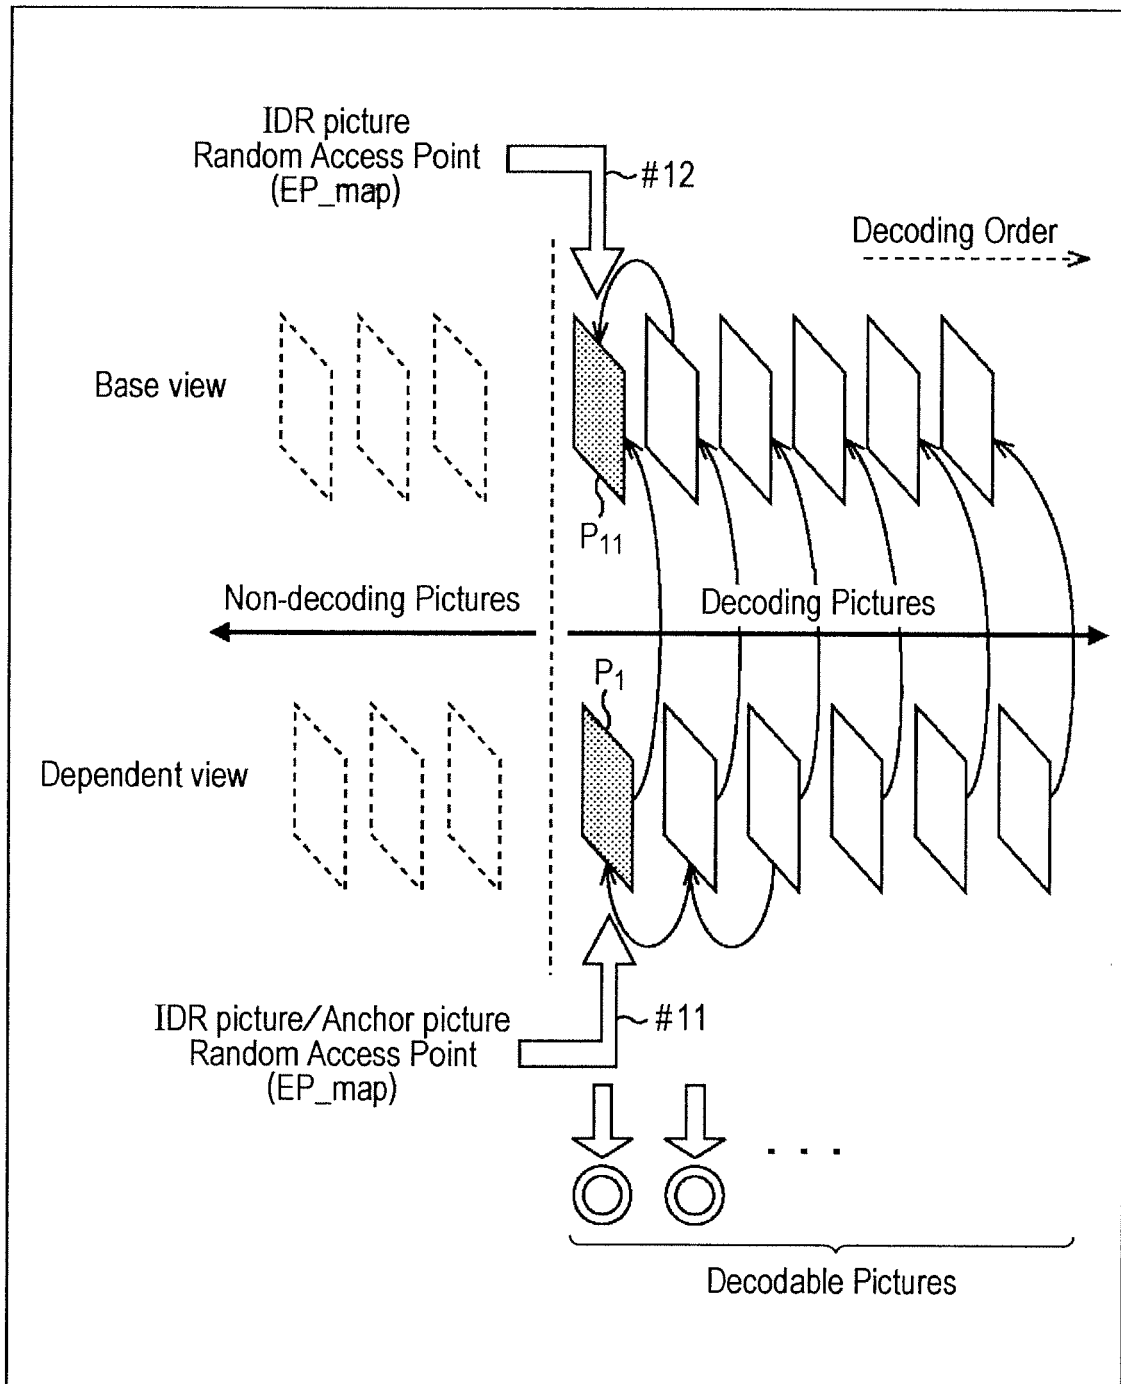 IDR picture
Random Access Point
(EP_map)
#12
Decoding Order
Base view
P11
Non-decoding Pictures
Decoding Pictures
P1
Dependent view
IDR picture/Anchor picture
Random Access Point
(EP_map)
#11
. . .
Decodable Pictures